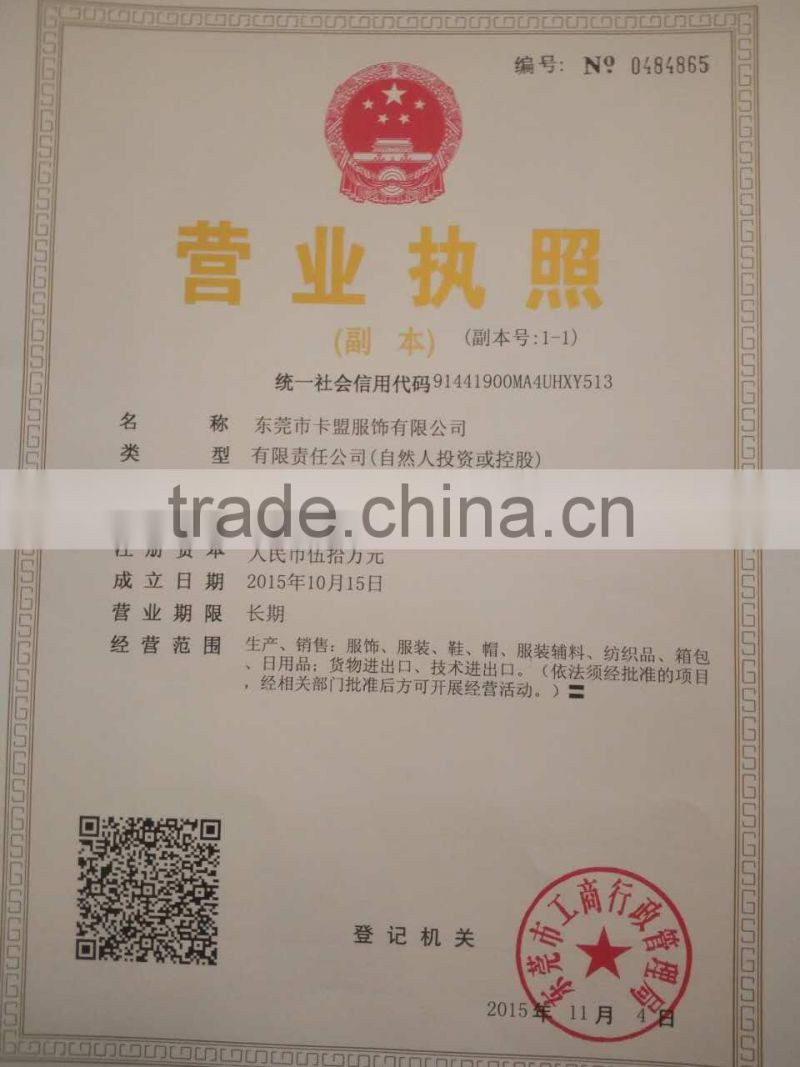 编号: № 0484865
营业执照
(副本) (副本号:1-1)
统一社会信用代码91441900MA4UHXY513
名称 东莞市卡盟服饰有限公司
类型 有限责任公司(自然人投资或控股)
trade.china.cn
注册资本 人民币伍拾万元
成立日期 2015年10月15日
营业期限 长期
经营范围 生产、销售:服饰、服装、鞋、帽、服装辅料、纺织品、箱包
、日用品;货物进出口、技术进出口。(依法须经批准的项目
,经相关部门批准后方可开展经营活动。)
登记机关
东莞市工商行政管理局
2015年11月4日